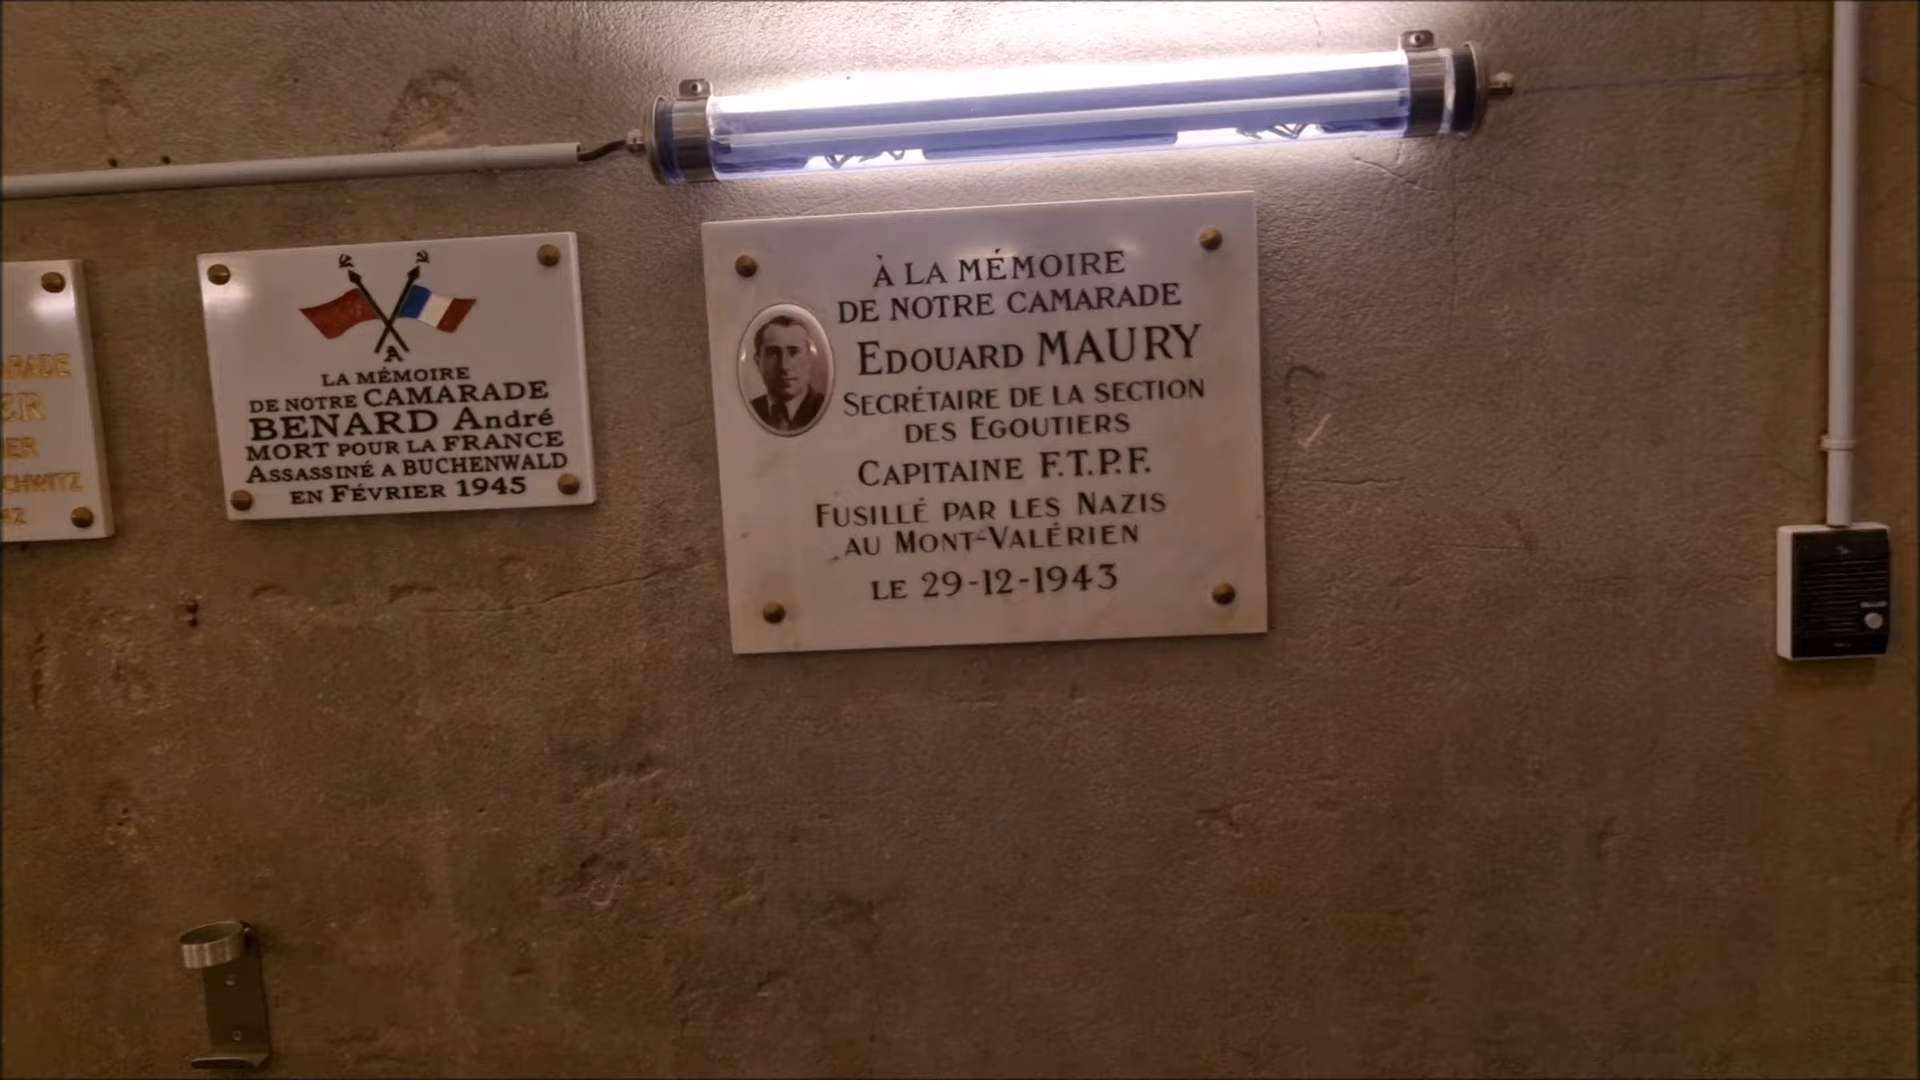 LA MÉMOIRE
DE NOTRE CAMARADE
BENARD André
MORT POUR LA FRANCE
ASSASSINÉ A BUCHENWALD
EN FÉVRIER 1945
À LA MÉMOIRE
DE NOTRE CAMARADE
EDOUARD MAURY
SECRÉTAIRE DE LA SECTION
DES EGOUTIERS
CAPITAINE F.T.P.F.
FUSILLÉ PAR LES NAZIS
AU MONT-VALÉRIEN
LE 29-12-1943